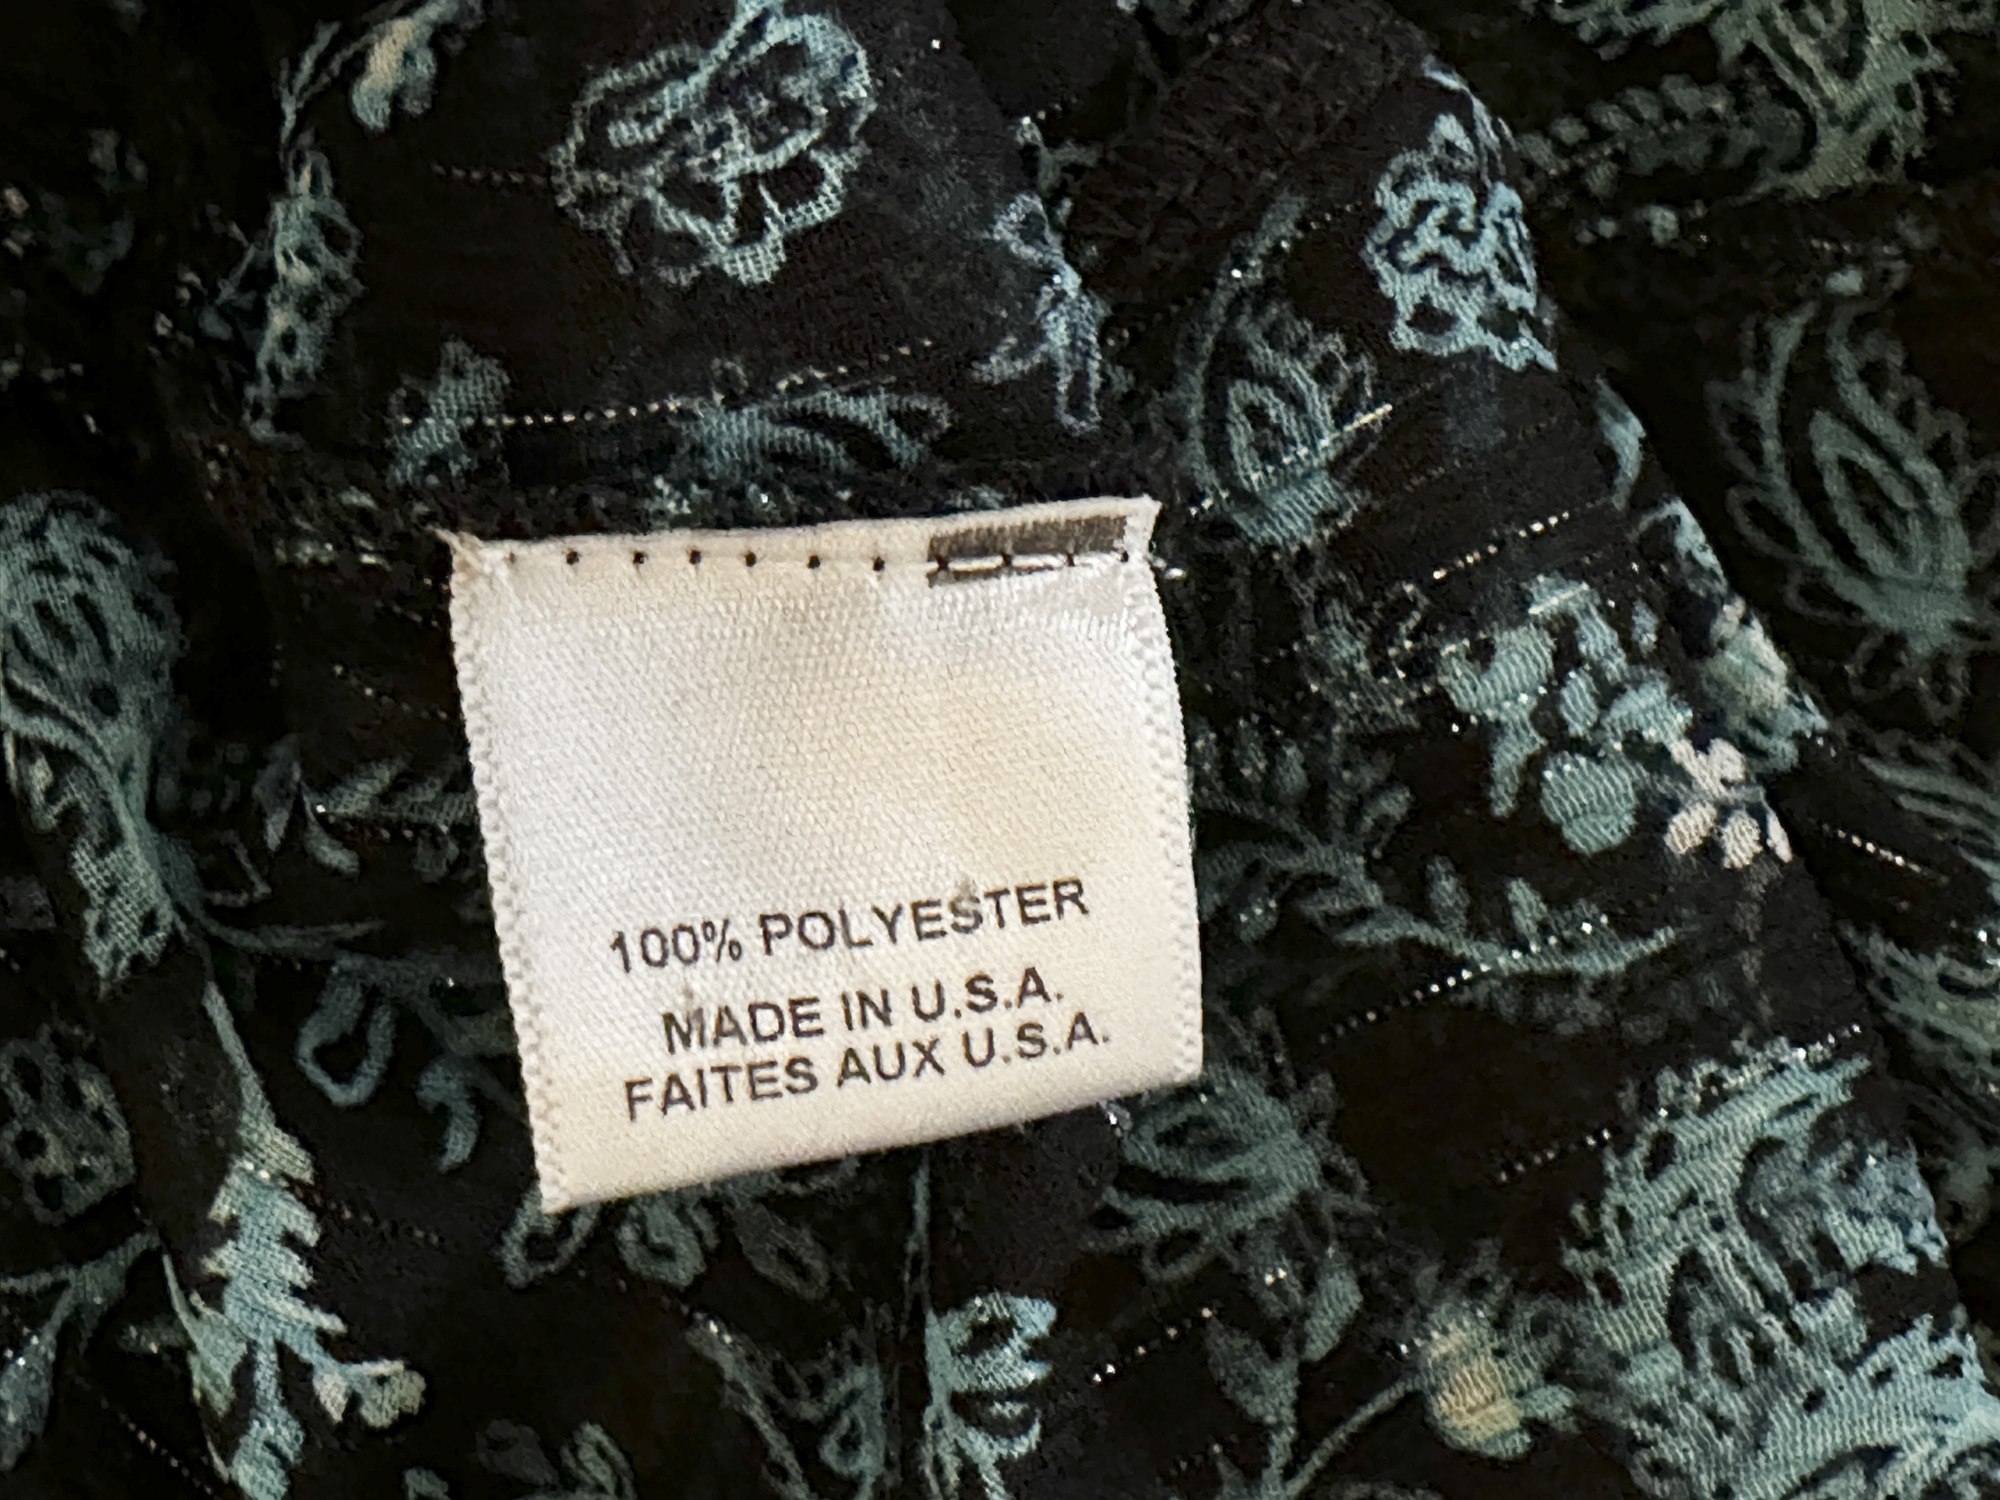 100% POLYESTER
MADE IN U.S.A.
FAITES AUX U.S.A.